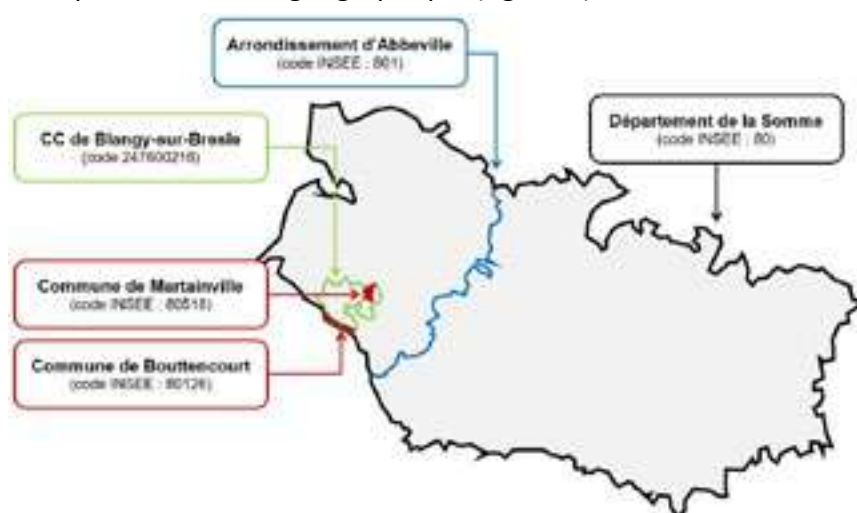 Arrondissement d'Abbeville
(code INSEE : 801)
CC de Blangy-sur-Bresle
(code 247600216)
Département de la Somme
(code INSEE : 80)
Commune de Martainville
(code INSEE : 80518)
Commune de Bouttencourt
(code INSEE : 80126)